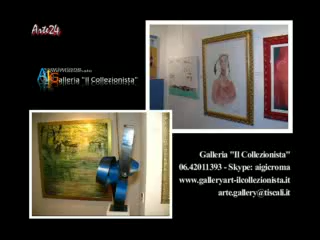 Arte24
Galleria "Il Collezionista"
Galleria "Il Collezionista"
06.42011393 - Skype: aigicroma
www.galleryart-ilcollezionista.it
arte.gallery@tiscali.it